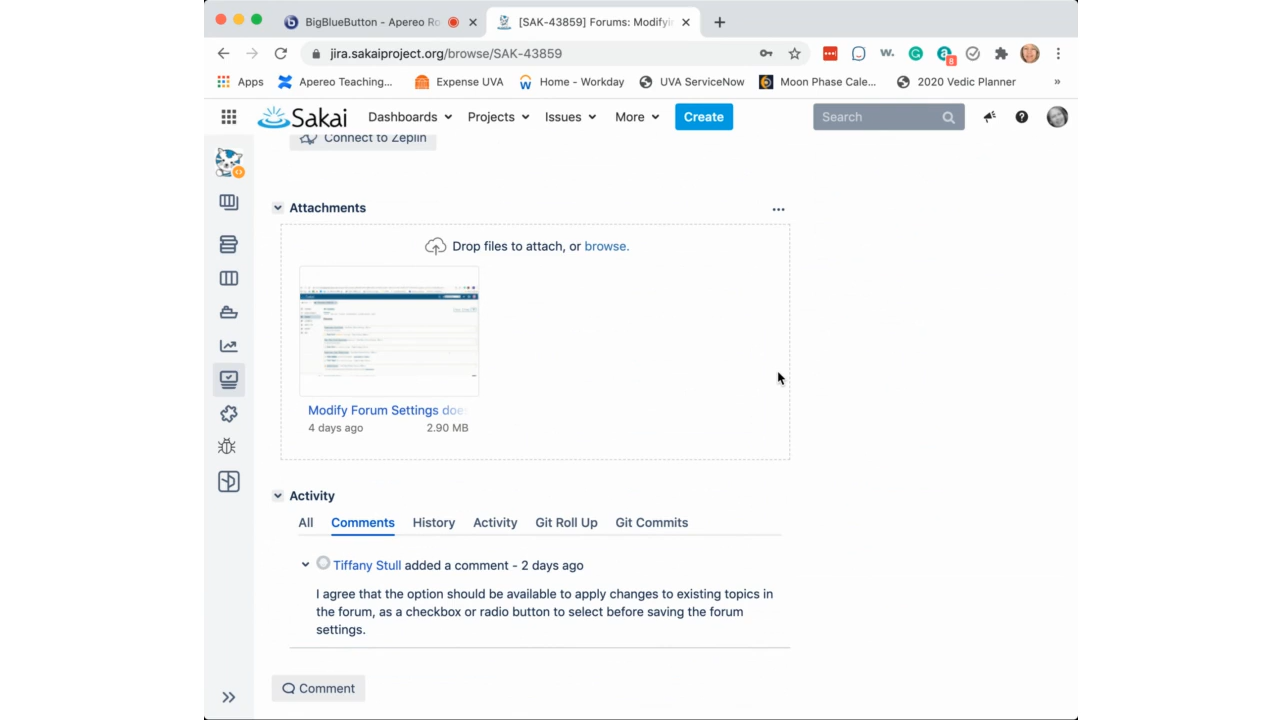 BigBlueButton - Apereo Ro
[SAK-43859] Forums: Modifyi
jira.sakaiproject.org/browse/SAK-43859
w.
a
8
Apps
Apereo Teaching...
Expense UVA
Home - Workday
UVA ServiceNow
Moon Phase Cale...
2020 Vedic Planner
»
Sakai
Dashboards
Projects
Issues
More
Create
Search
Connect to Zeplin
Attachments
Drop files to attach, or browse.
Modify Forum Settings doe
4 days ago
2.90 MB
Activity
All
Comments
History
Activity
Git Roll Up
Git Commits
Tiffany Stull added a comment - 2 days ago
I agree that the option should be available to apply changes to existing topics in
the forum, as a checkbox or radio button to select before saving the forum
settings.
Comment